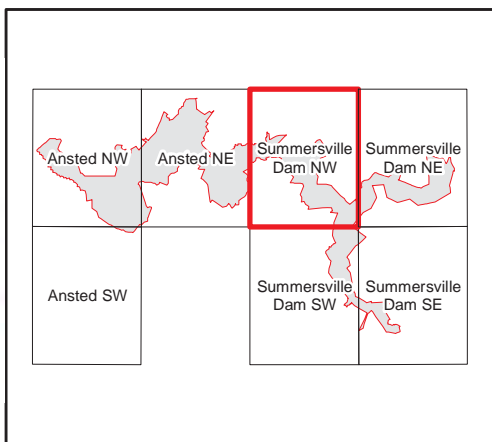 Ansted NW
Ansted NE
Summersville
Dam NW
Summersville
Dam NE
Ansted SW
Summersville
Dam SW
Summersville
Dam SE